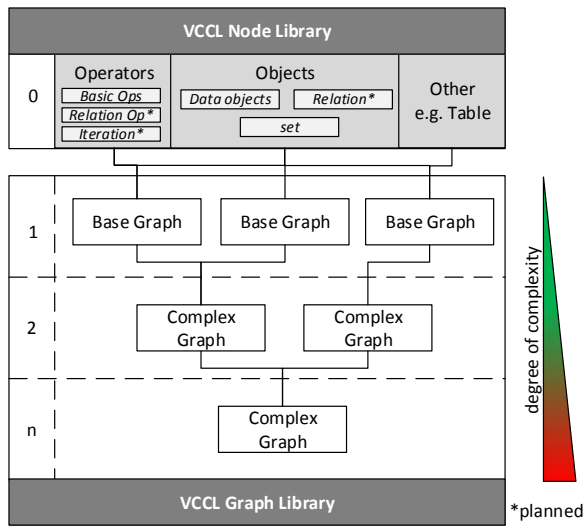 VCCL Node Library
0
Operators
Basic Ops
Relation Op*
Iteration*
Objects
Data objects
Relation*
set
Other
e.g. Table
1
Base Graph
Base Graph
Base Graph
2
Complex
Graph
Complex
Graph
n
Complex
Graph
VCCL Graph Library
degree of complexity
*planned